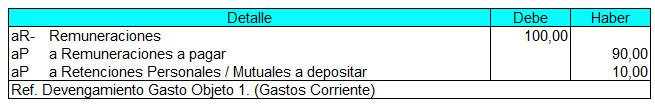 Detalle Debe Haber
aR- Remuneraciones 100,00
aP a Remuneraciones a pagar 90,00
aP a Retenciones Personales / Mutuales a depositar 10,00
Ref. Devengamiento Gasto Objeto 1. (Gastos Corriente)